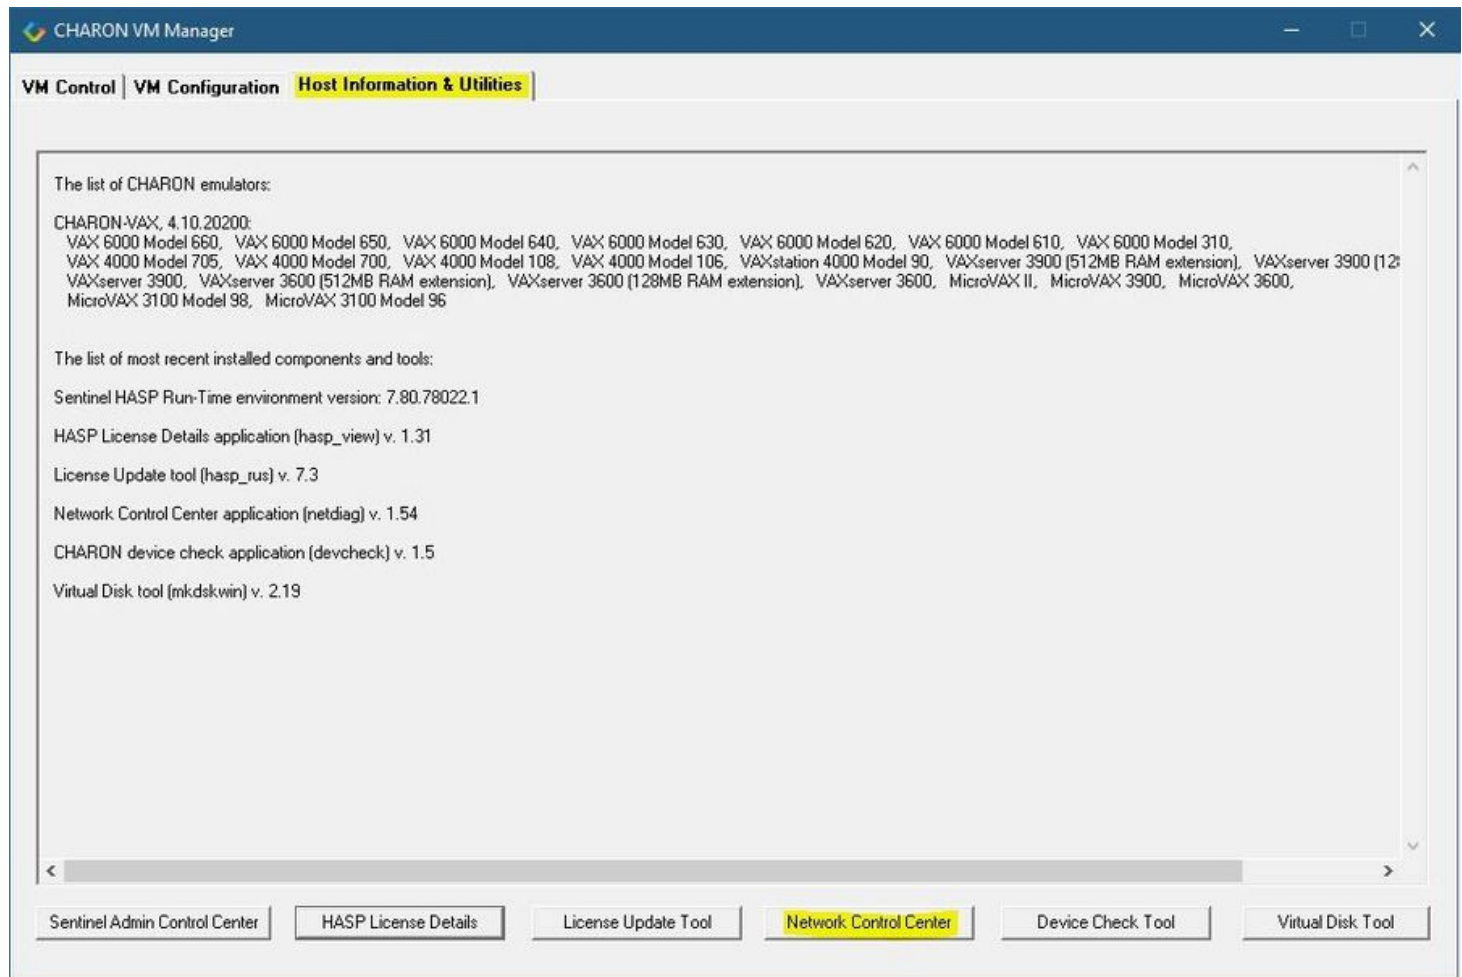 CHARON VM Manager
VM Control VM Configuration Host Information & Utilities
The list of CHARON emulators:
CHARON-VAX, 4.10.20200:
VAX 6000 Model 660, VAX 6000 Model 650, VAX 6000 Model 640, VAX 6000 Model 630, VAX 6000 Model 620, VAX 6000 Model 610, VAX 6000 Model 310,
VAX 4000 Model 705, VAX 4000 Model 700, VAX 4000 Model 108, VAX 4000 Model 106, VAXstation 4000 Model 90, VAXserver 3900 (512MB RAM extension), VAXserver 3900 (12
VAXserver 3900, VAXserver 3600 (512MB RAM extension), VAXserver 3600 (128MB RAM extension), VAXserver 3600, MicroVAX II, MicroVAX 3900, MicroVAX 3600,
MicroVAX 3100 Model 98, MicroVAX 3100 Model 96
The list of most recent installed components and tools:
Sentinel HASP Run-Time environment version: 7.80.78022.1
HASP License Details application (hasp_view) v. 1.31
License Update tool (hasp_rus) v. 7.3
Network Control Center application (netdiag) v. 1.54
CHARON device check application (devcheck) v. 1.5
Virtual Disk tool (mkdskwin) v. 2.19
Sentinel Admin Control Center HASP License Details License Update Tool Network Control Center Device Check Tool Virtual Disk Tool